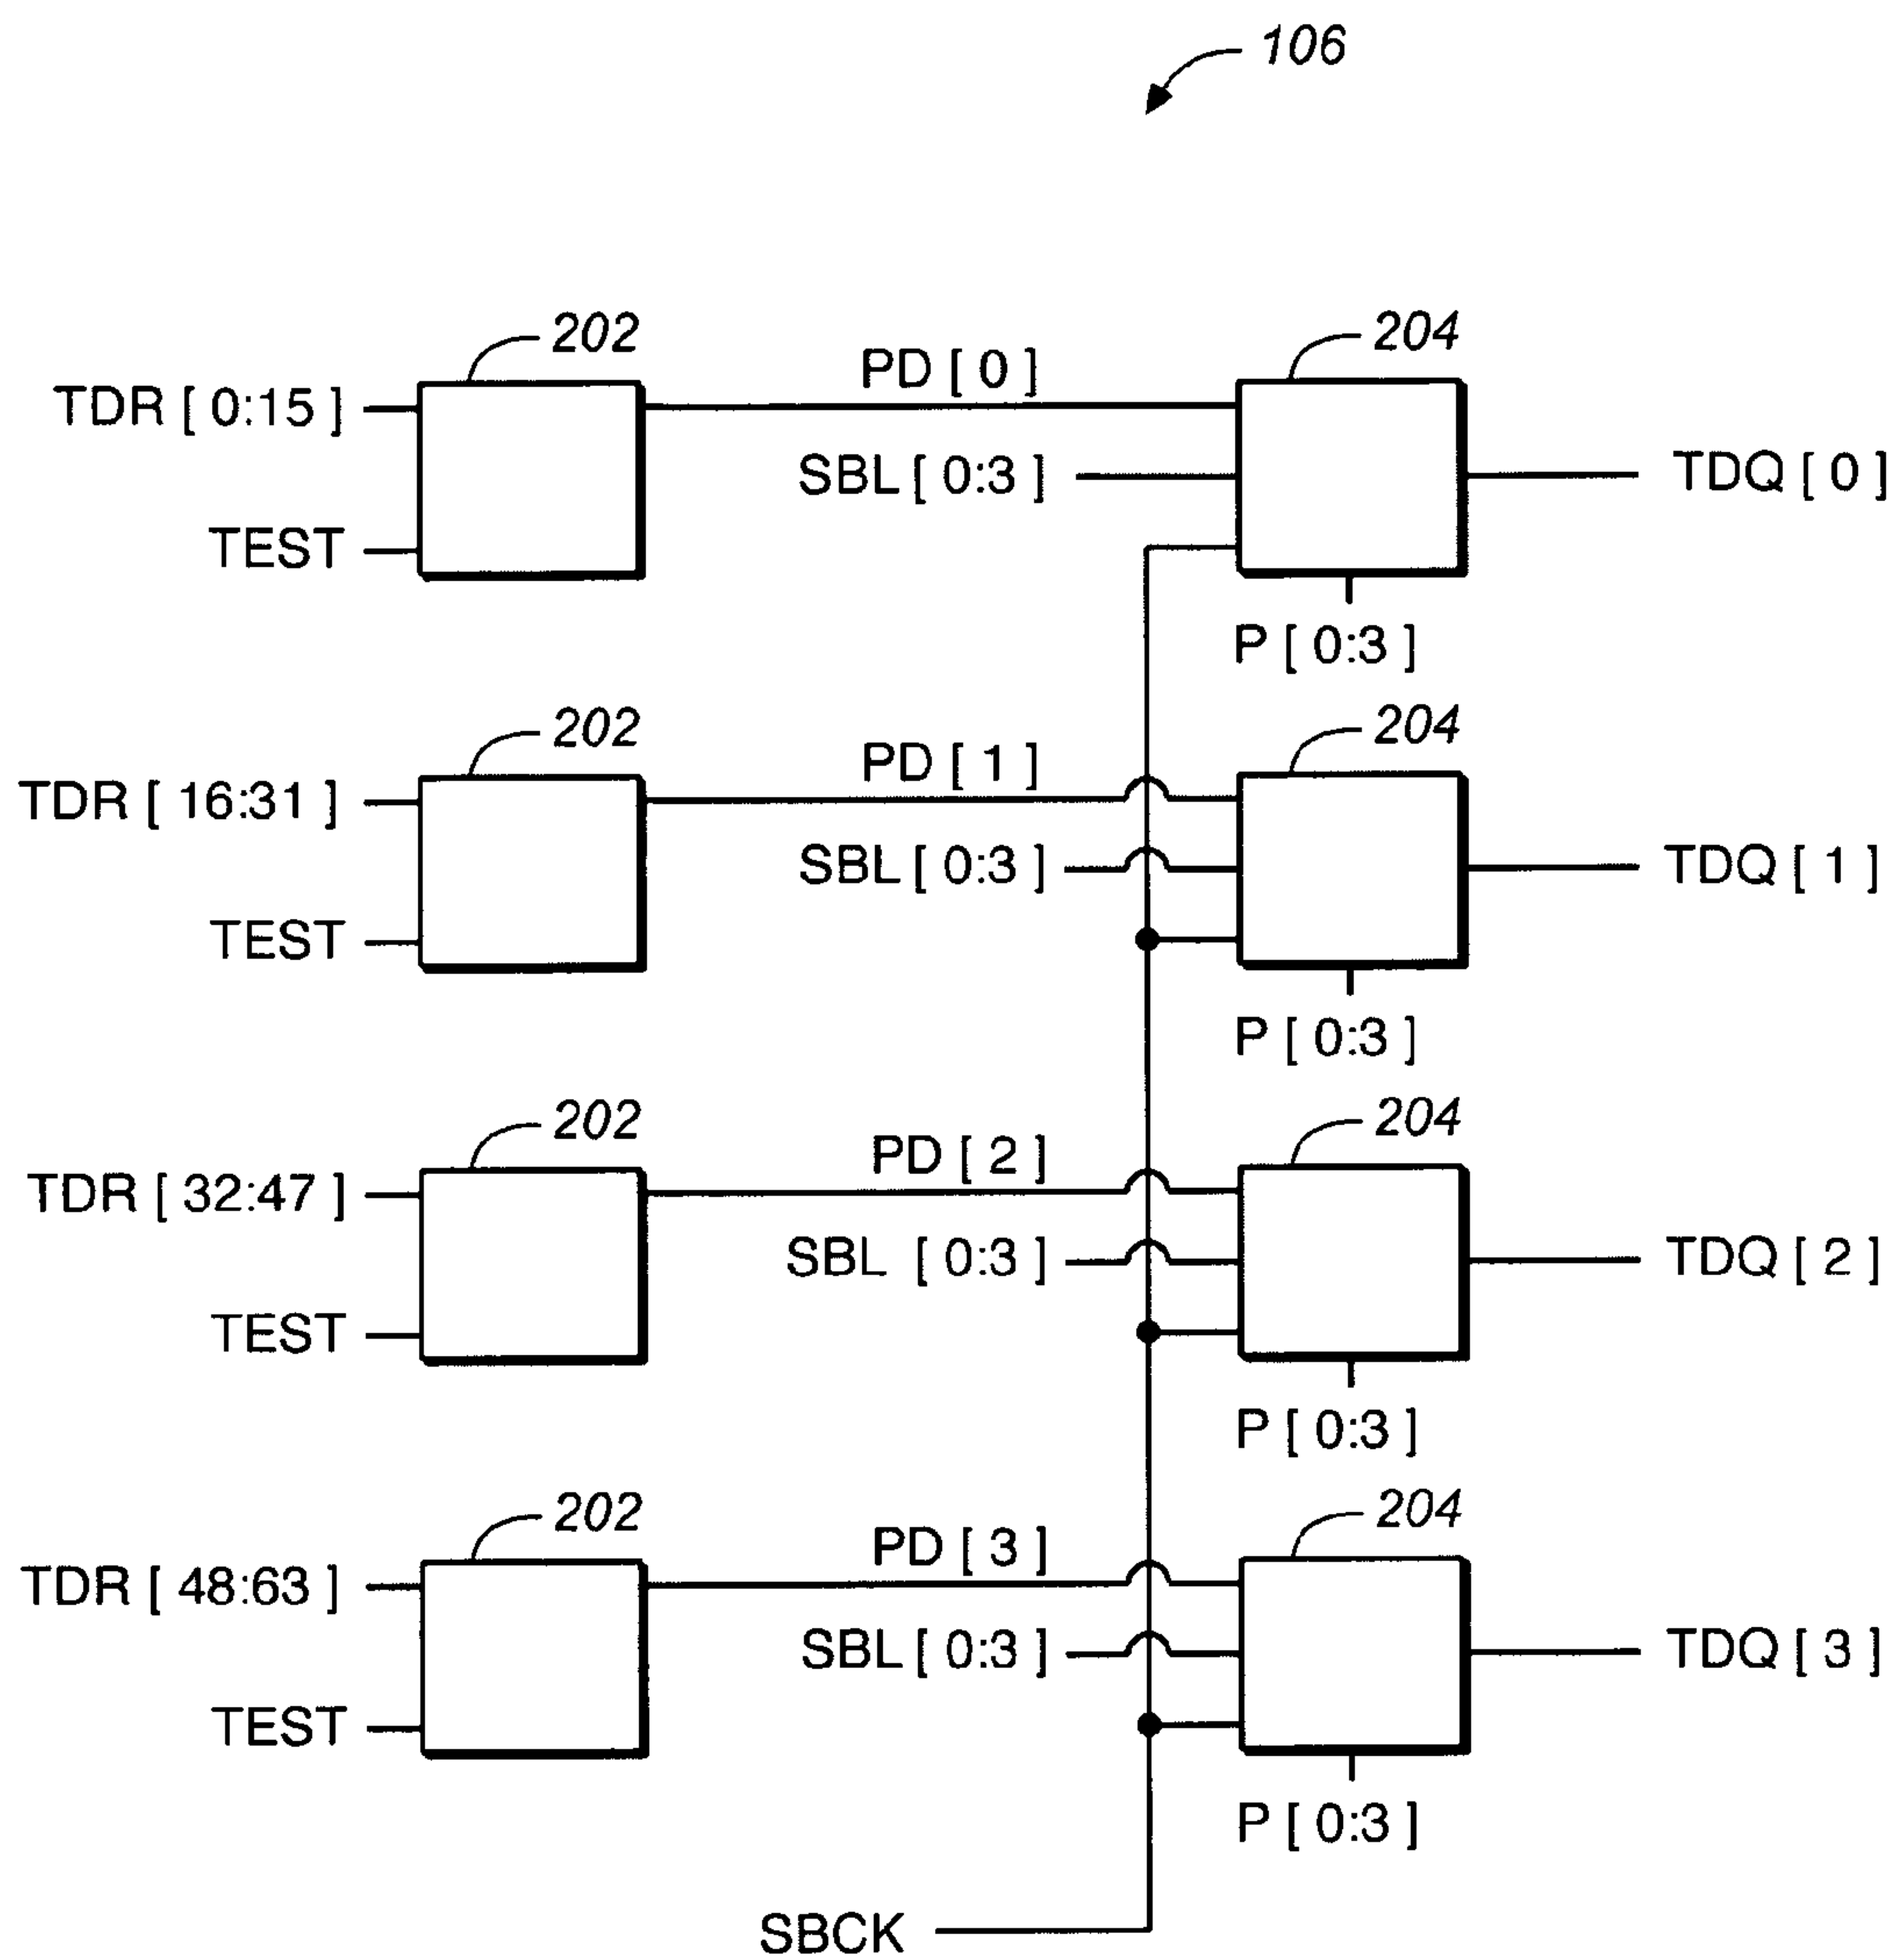 106
202
PD [ 0 ]
204
TDR [ 0:15 ]
SBL [ 0:3 ]
TDQ [ 0 ]
TEST
P [ 0:3 ]
202
PD [ 1 ]
204
TDR [ 16:31 ]
SBL [ 0:3 ]
TDQ [ 1 ]
TEST
P [ 0:3 ]
202
PD [ 2 ]
204
TDR [ 32:47 ]
SBL [ 0:3 ]
TDQ [ 2 ]
TEST
P [ 0:3 ]
202
PD [ 3 ]
204
TDR [ 48:63 ]
SBL [ 0:3 ]
TDQ [ 3 ]
TEST
P [ 0:3 ]
SBCK